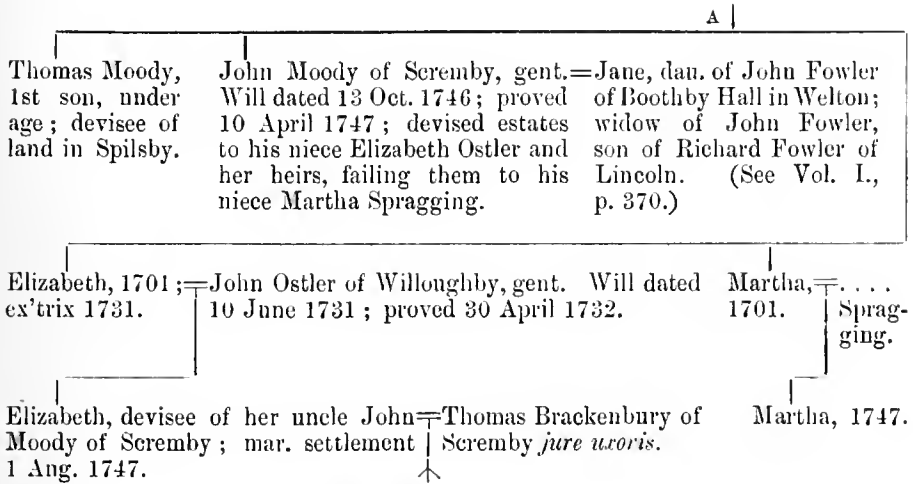 A
Thomas Moody,
1st son, under
age; devisee of
land in Spilsby.
John Moody of Scremby, gent.=
Will dated 13 Oct. 1746; proved
10 April 1747; devised estates
to his niece Elizabeth Ostler and
her heirs, failing them to his
niece Martha Spragging.
Jane, dau. of John Fowler
of Boothby Hall in Welton;
widow of John Fowler,
son of Richard Fowler of
Lincoln. (See Vol. I.,
p. 370.)
Elizabeth, 1701;=
ex'trix 1731.
John Ostler of Willoughby, gent. Will dated
10 June 1731; proved 30 April 1732.
Martha,=
1701.
....
Sprag-
ging.
Elizabeth, devisee of her uncle John=
Moody of Scremby; mar. settlement
1 Aug. 1747.
Thomas Brackenbury of
Scremby jure uxoris.
Martha, 1747.